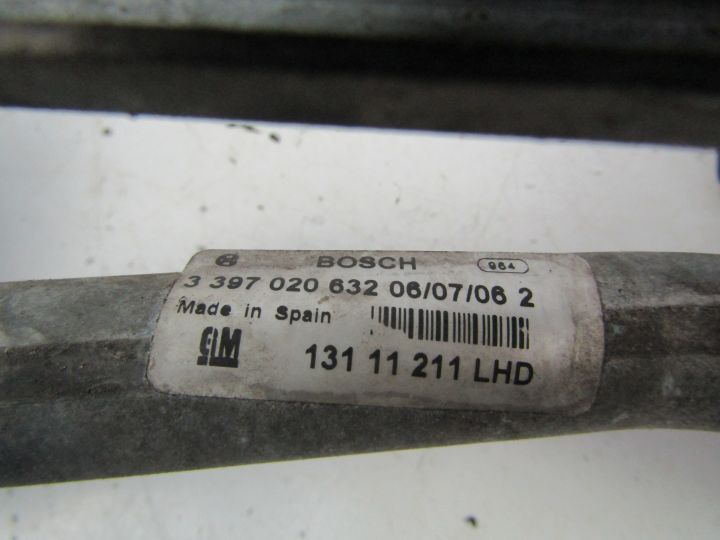 BOSCH 964
3 397 020 632 06/07/06 2
Made in Spain
GM 131 11 211 LHD